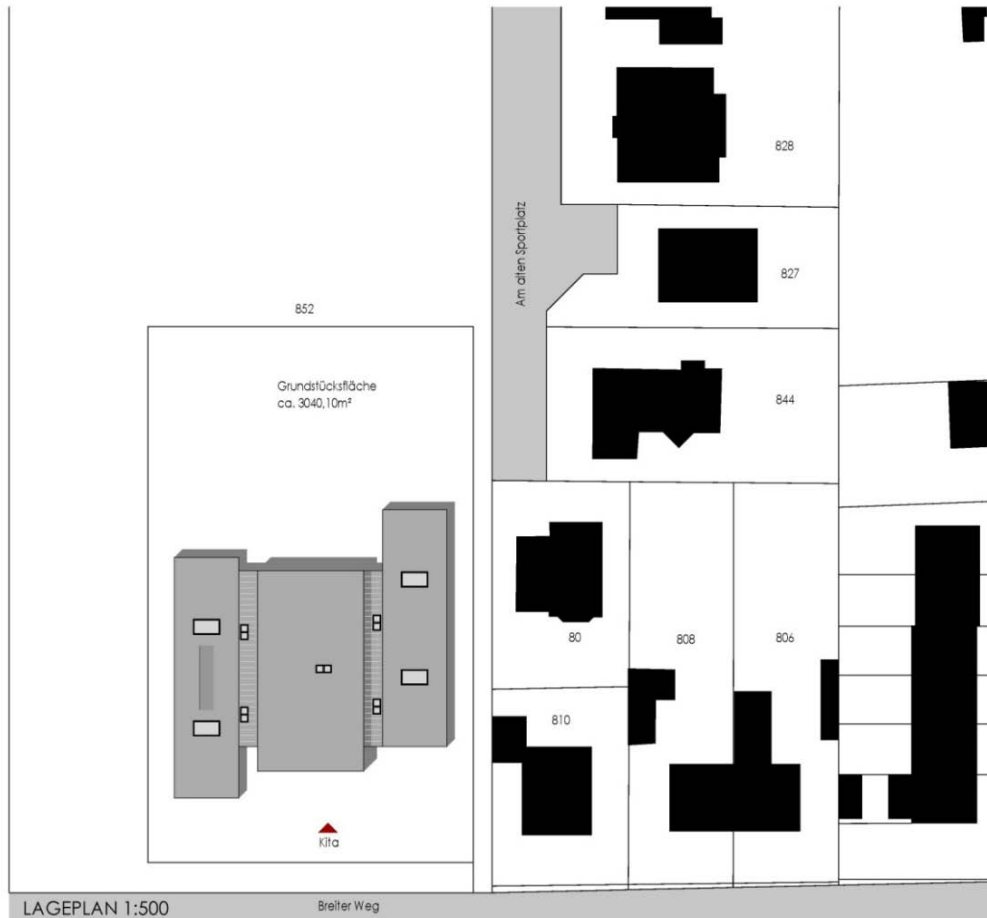 828
Am alten Sportplatz
827
852
Grundstücksfläche
ca. 3040,10m²
844
80
808
806
810
Kita
LAGEPLAN 1:500
Breiter Weg